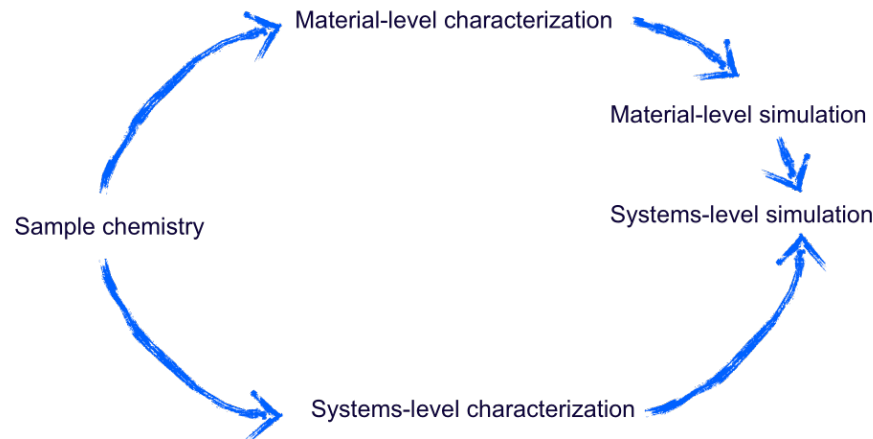 Material-level characterization
Material-level simulation
Systems-level simulation
Sample chemistry
Systems-level characterization